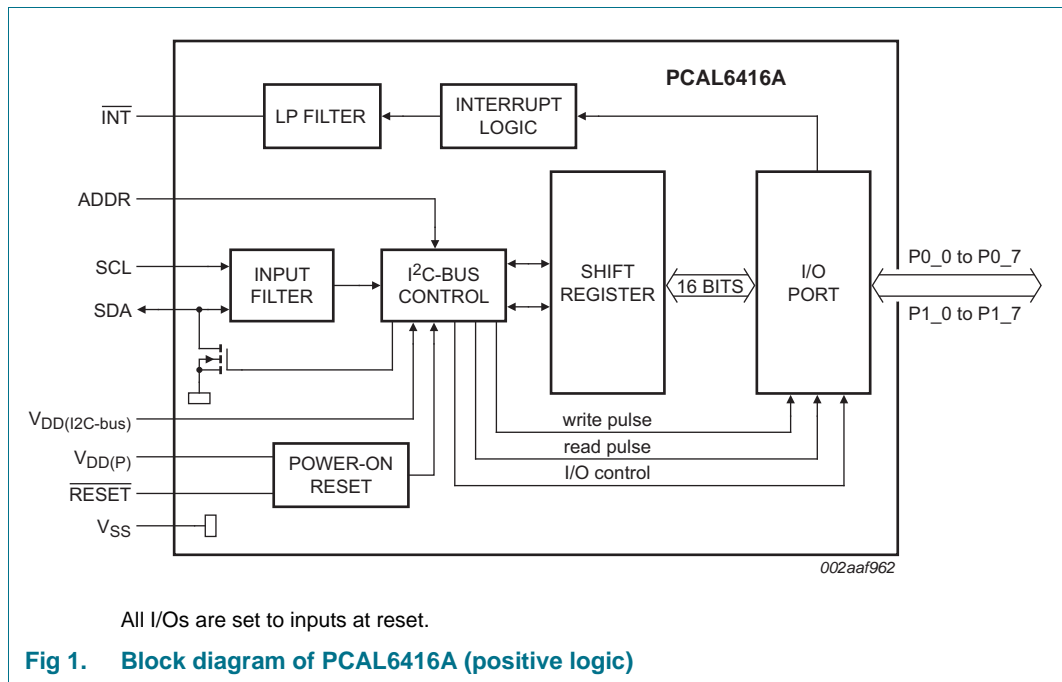 PCAL6416A
INT
LP FILTER
INTERRUPT
LOGIC
ADDR
SCL
SDA
INPUT
FILTER
I²C-BUS
CONTROL
SHIFT
REGISTER
16 BITS
I/O
PORT
P0_0 to P0_7
P1_0 to P1_7
VDD(I2C-bus)
VDD(P)
RESET
VSS
POWER-ON
RESET
write pulse
read pulse
I/O control
002aaf962
All I/Os are set to inputs at reset.
Fig 1. Block diagram of PCAL6416A (positive logic)